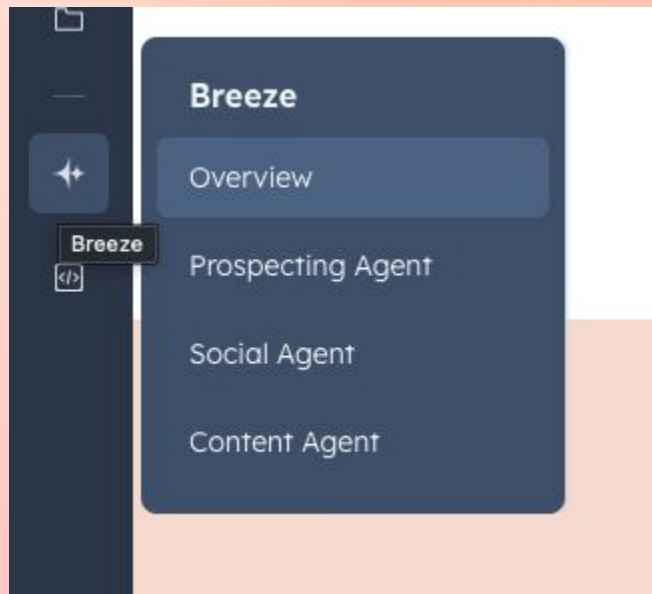 Breeze
Overview
Breeze
Prospecting Agent
</>
Social Agent
Content Agent